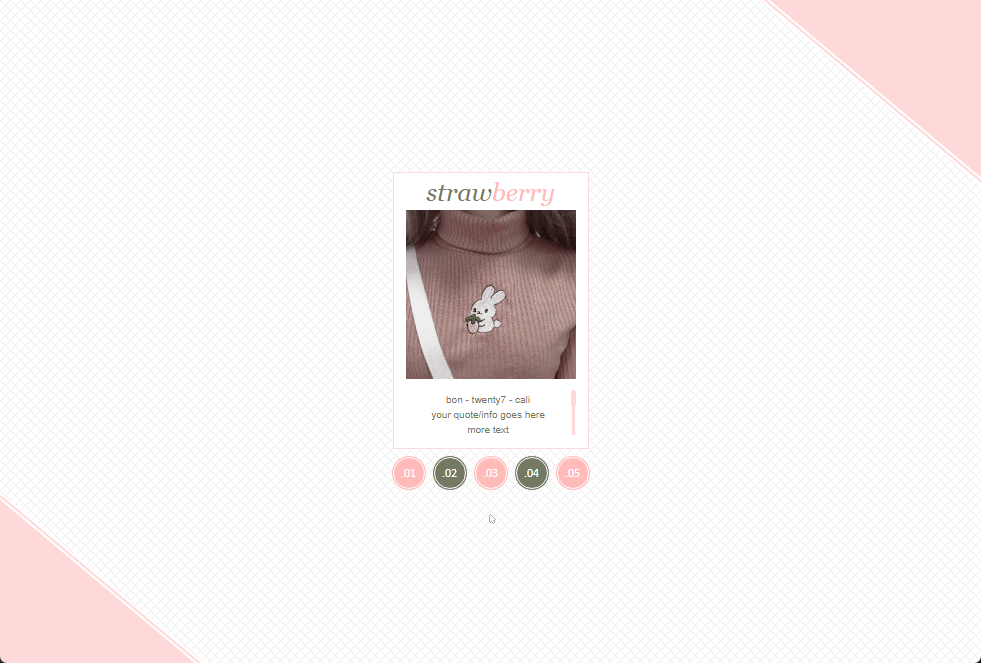 strawberry
bon - twenty7 - cali
your quote/info goes here
more text
.01 .02 .03 .04 .05